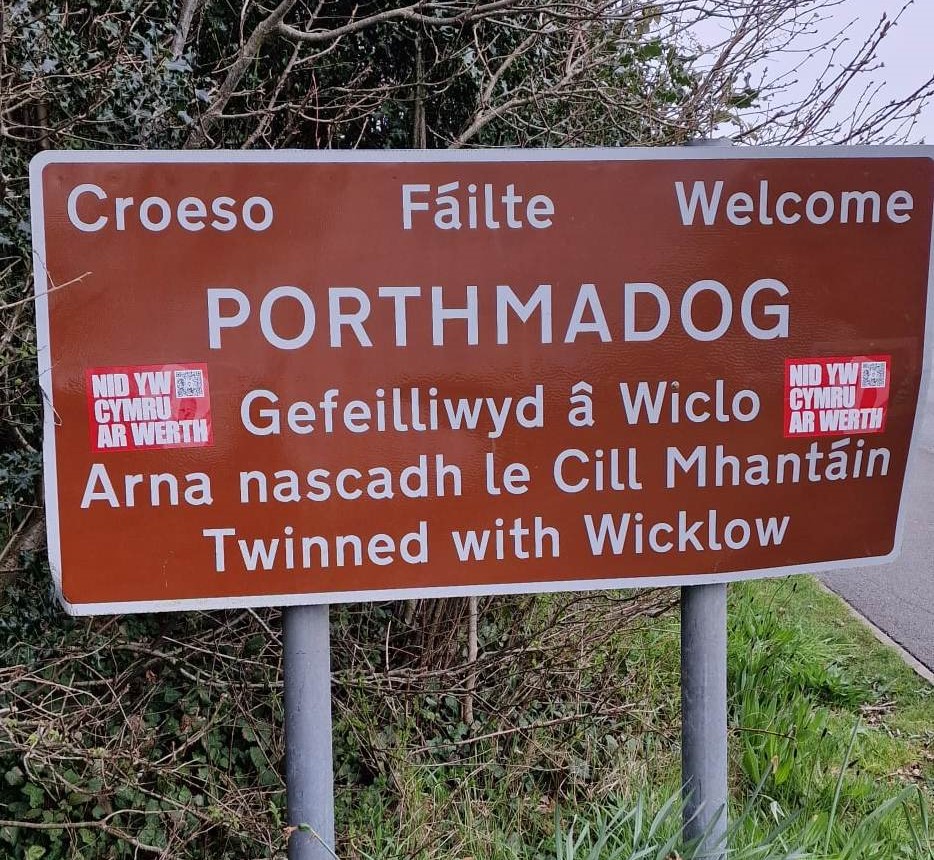 Croeso Fáilte Welcome
PORTHMADOG
Gefeilliwyd â Wiclo
Arna nascadh le Cill Mhantáin
Twinned with Wicklow
NID YW
CYMRU
AR WERTH
NID YW
CYMRU
AR WERTH